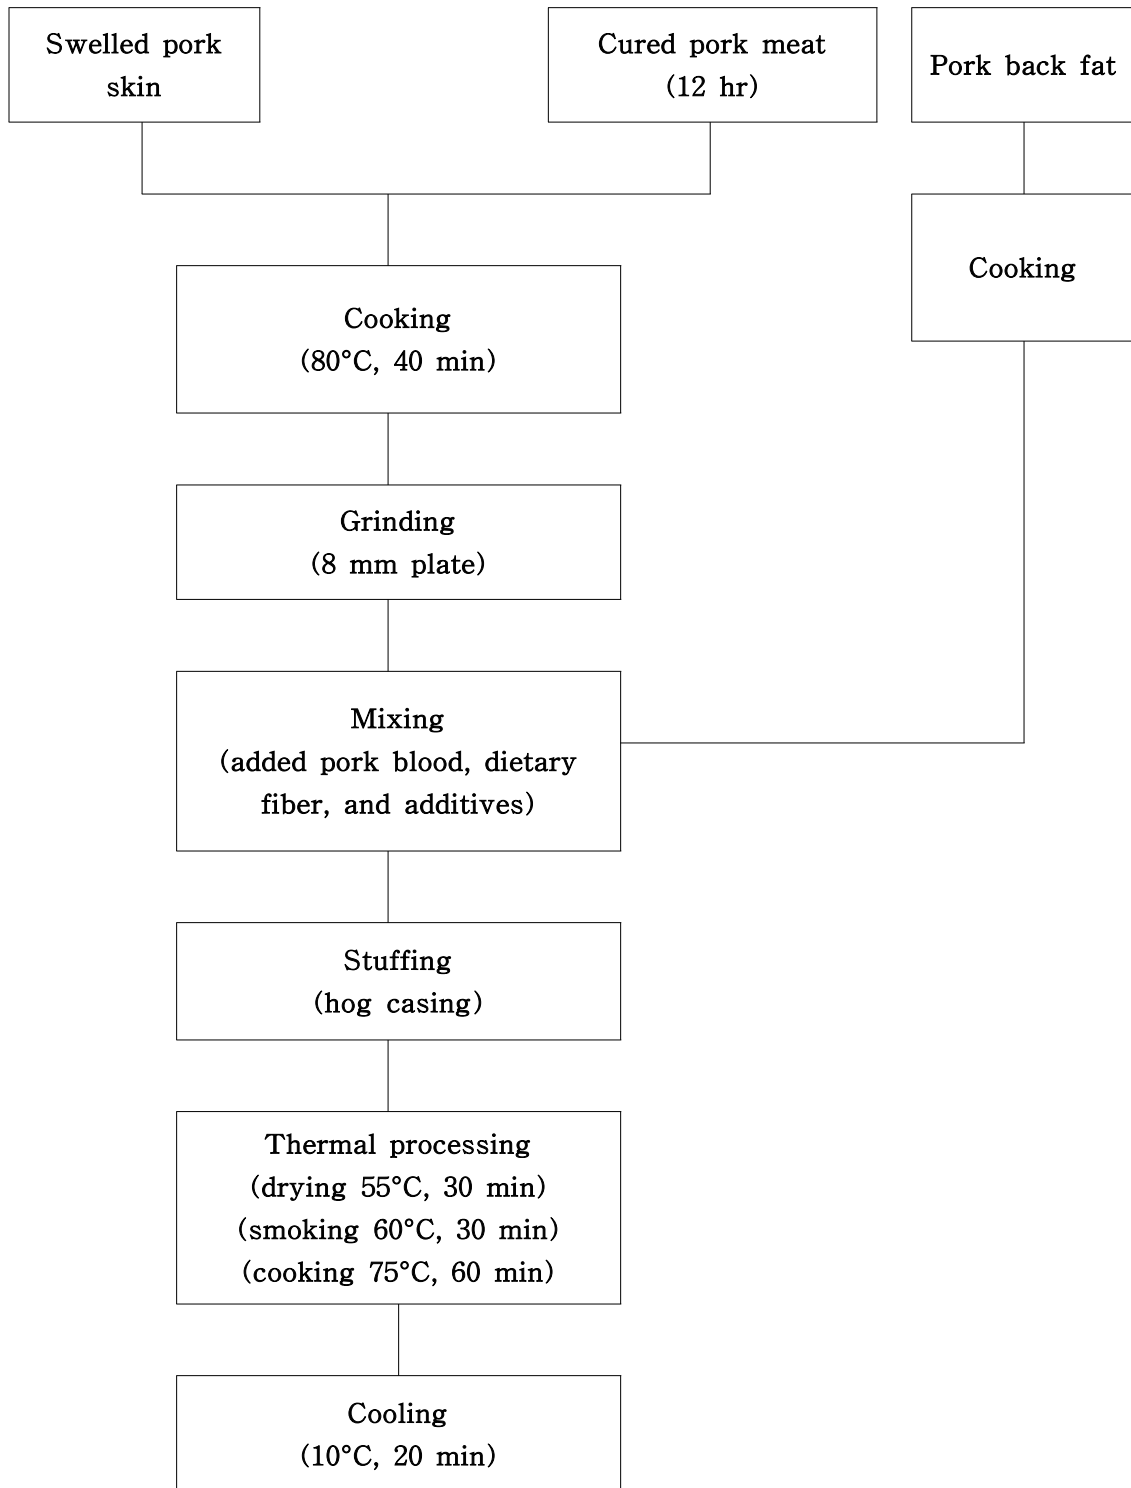 Swelled pork
skin
Cured pork meat
(12 hr)
Pork back fat
Cooking
Cooking
(80°C, 40 min)
Grinding
(8 mm plate)
Mixing
(added pork blood, dietary
fiber, and additives)
Stuffing
(hog casing)
Thermal processing
(drying 55°C, 30 min)
(smoking 60°C, 30 min)
(cooking 75°C, 60 min)
Cooling
(10°C, 20 min)